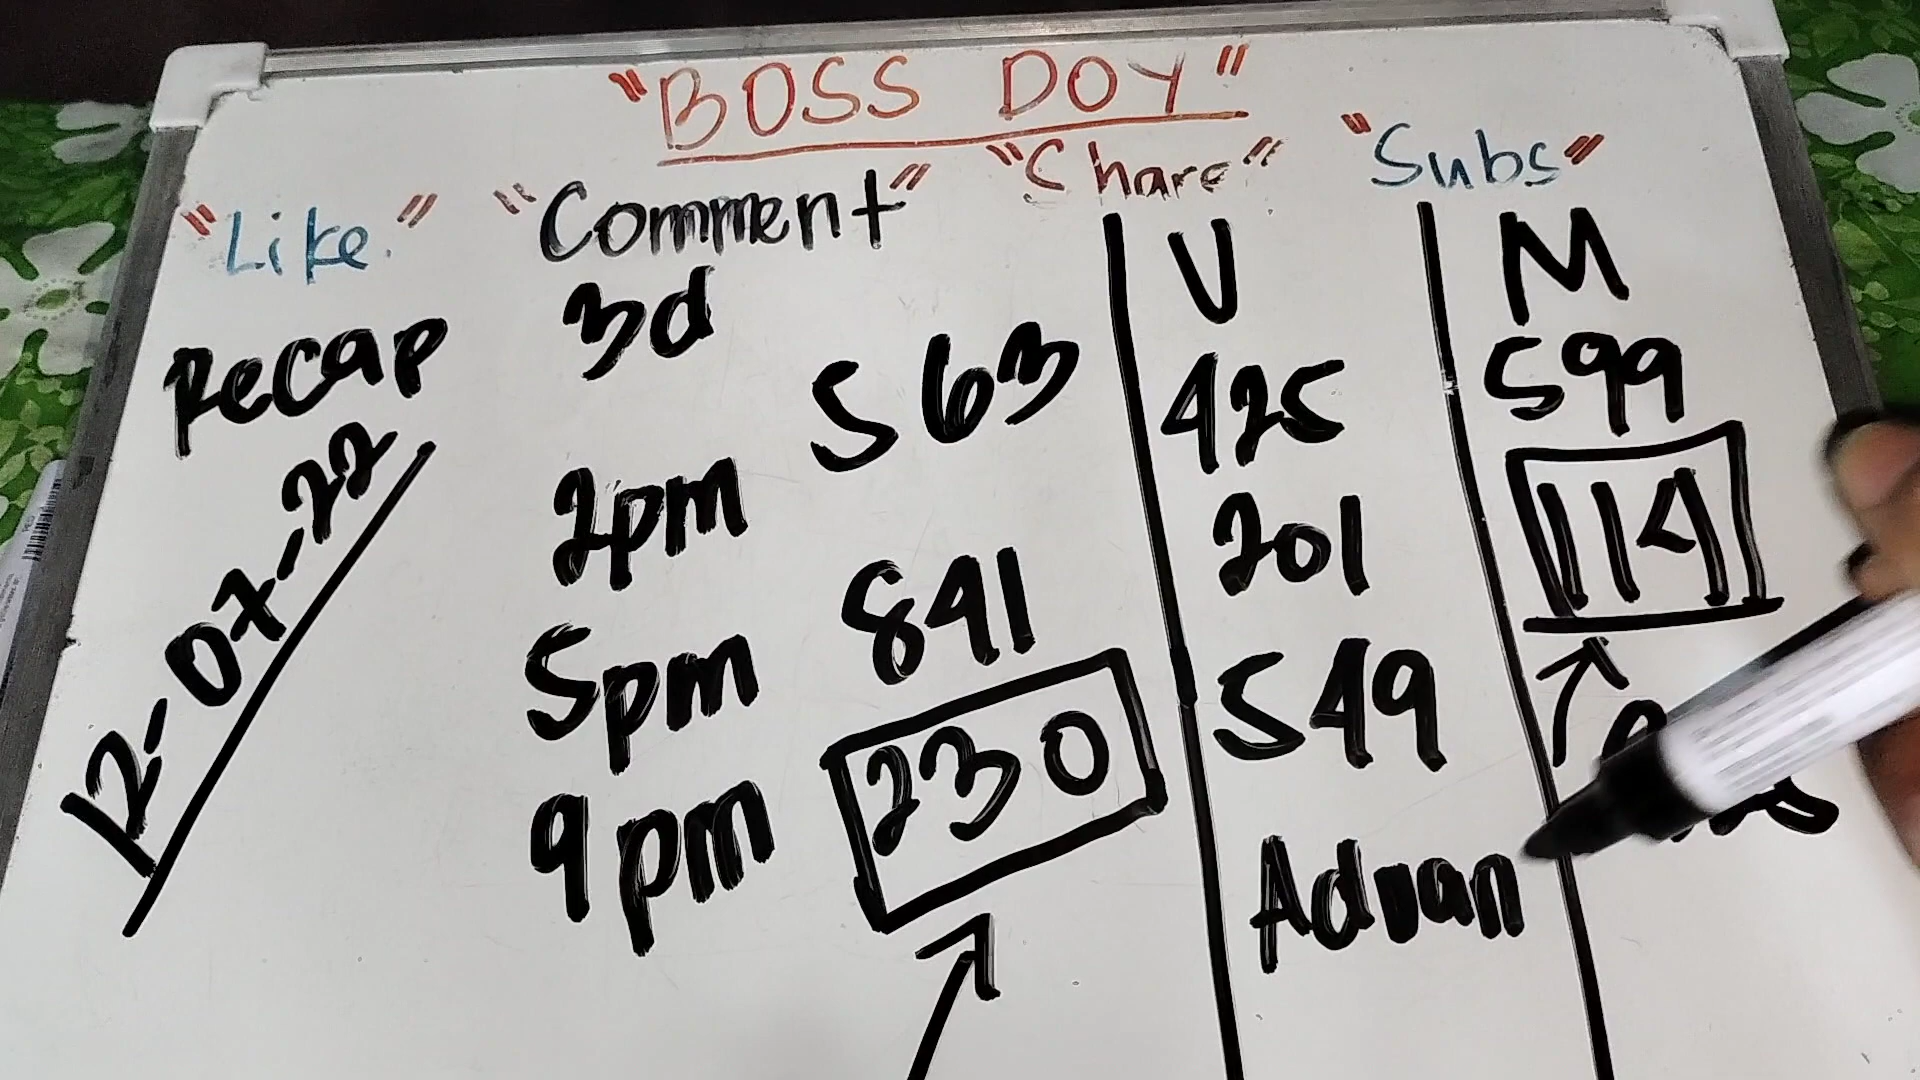 "BOSS DOY"
"Like." "Comment" "Share" "Subs"
Recap 3d V M
563 425 599
2pm 201 114
5pm 841 549
9pm 230 Advan
12-07-22